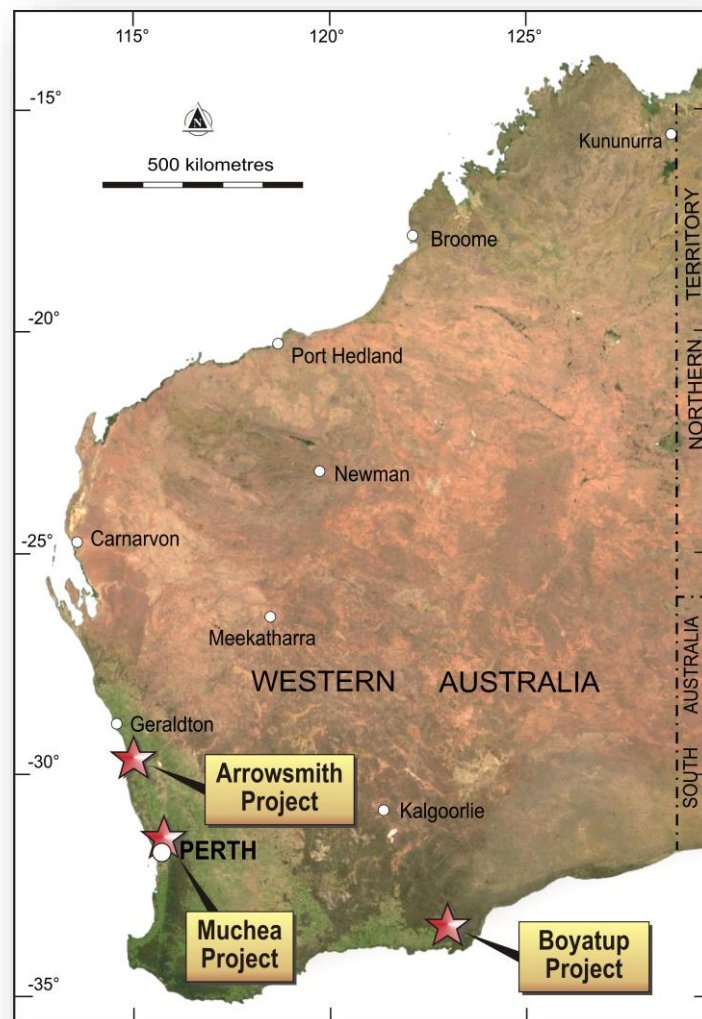 115°
120°
125°
-15°
N
500 kilometres
Kununurra
Broome
NORTHERN TERRITORY
-20°
Port Hedland
Newman
Carnarvon
-25°
Meekatharra
WESTERN AUSTRALIA
SOUTH AUSTRALIA
Geraldton
-30°
Arrowsmith
Project
Kalgoorlie
PERTH
Muchea
Project
Boyatup
Project
-35°